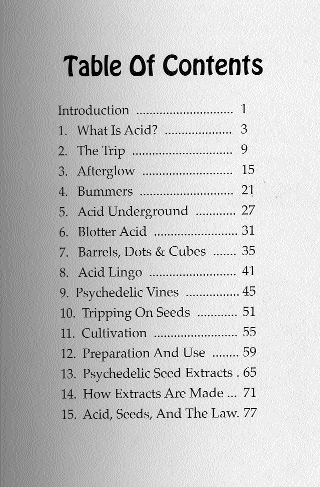 Table Of Contents
Introduction ............................. 1
1. What Is Acid? .................... 3
2. The Trip .............................. 9
3. Afterglow ........................... 15
4. Bummers ............................ 21
5. Acid Underground ............ 27
6. Blotter Acid ......................... 31
7. Barrels, Dots & Cubes ....... 35
8. Acid Lingo .......................... 41
9. Psychedelic Vines ................ 45
10. Tripping On Seeds ............ 51
11. Cultivation ......................... 55
12. Preparation And Use ........ 59
13. Psychedelic Seed Extracts . 65
14. How Extracts Are Made ... 71
15. Acid, Seeds, And The Law. 77